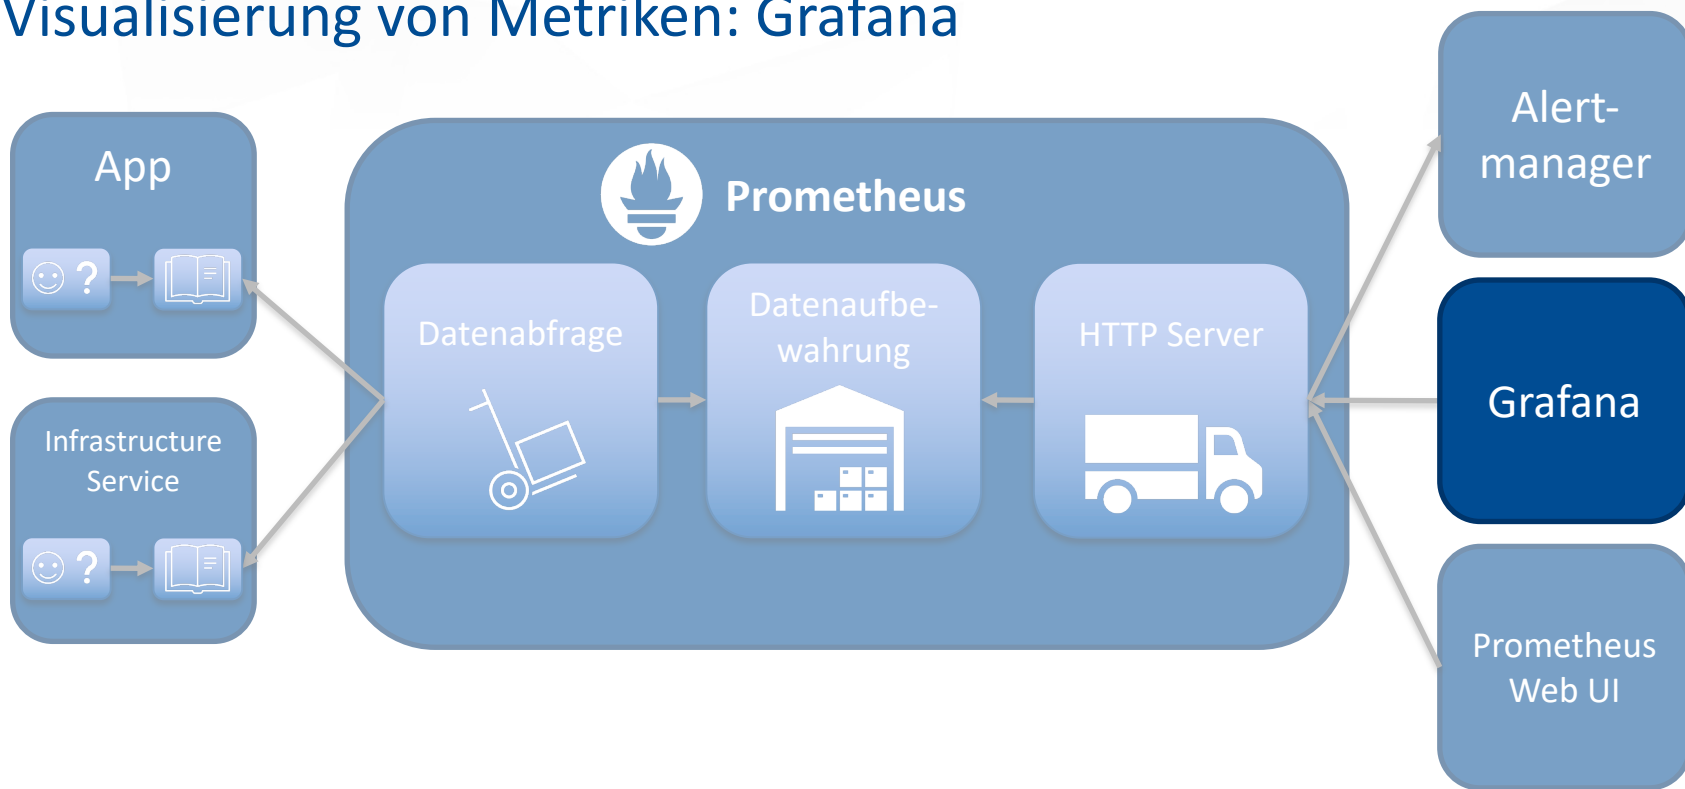 Visualisierung von Metriken: Grafana
App
?
Infrastructure
Service
?
Prometheus
Datenabfrage
Datenaufbe-
wahrung
HTTP Server
Alert-
manager
Grafana
Prometheus
Web UI